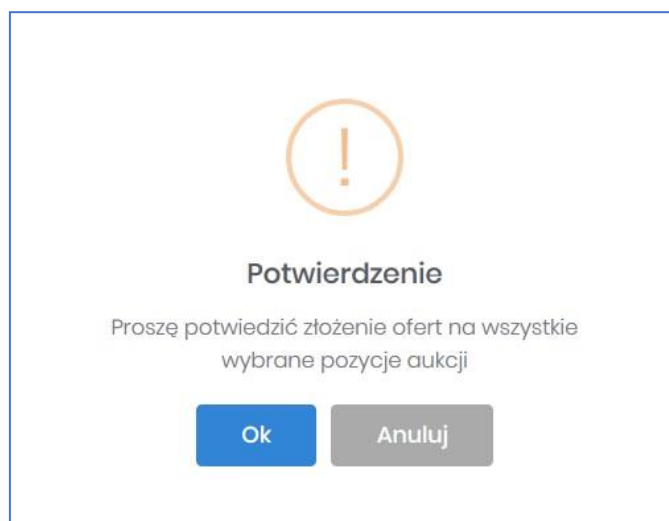 !
Potwierdzenie
Proszę potwiedzić złożenie ofert na wszystkie
wybrane pozycje aukcji
Ok Anuluj